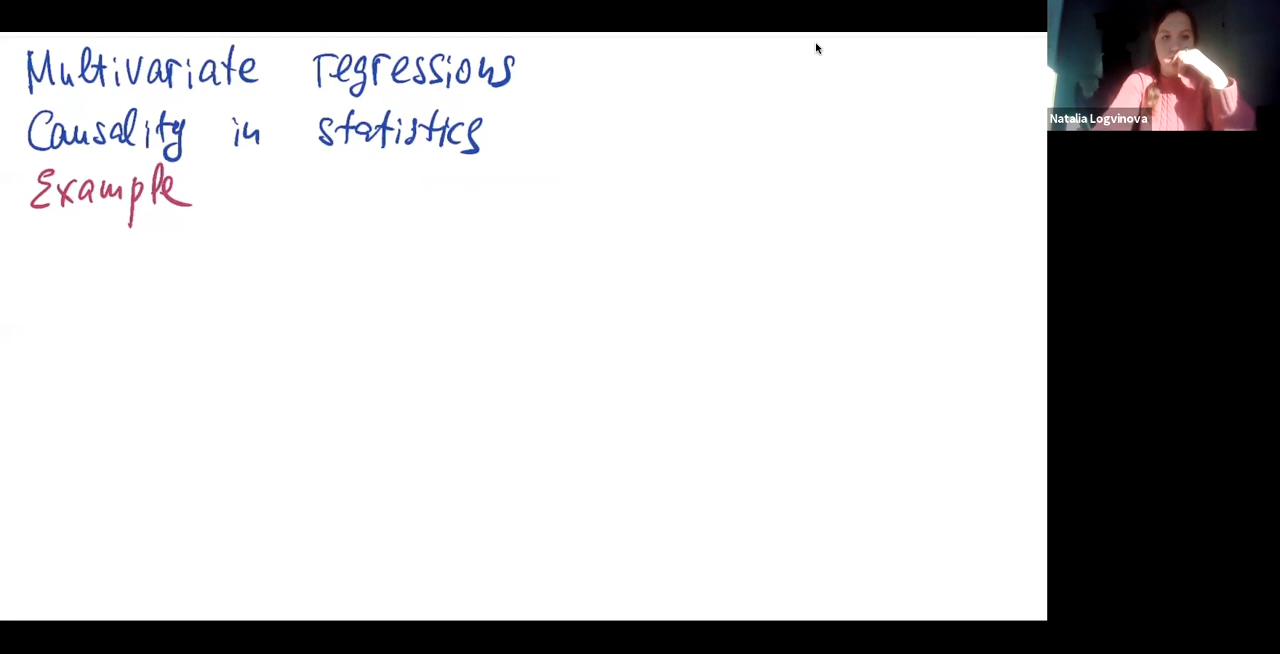 Multivariate regressions
Causality in statistics
Example
Natalia Logvinova